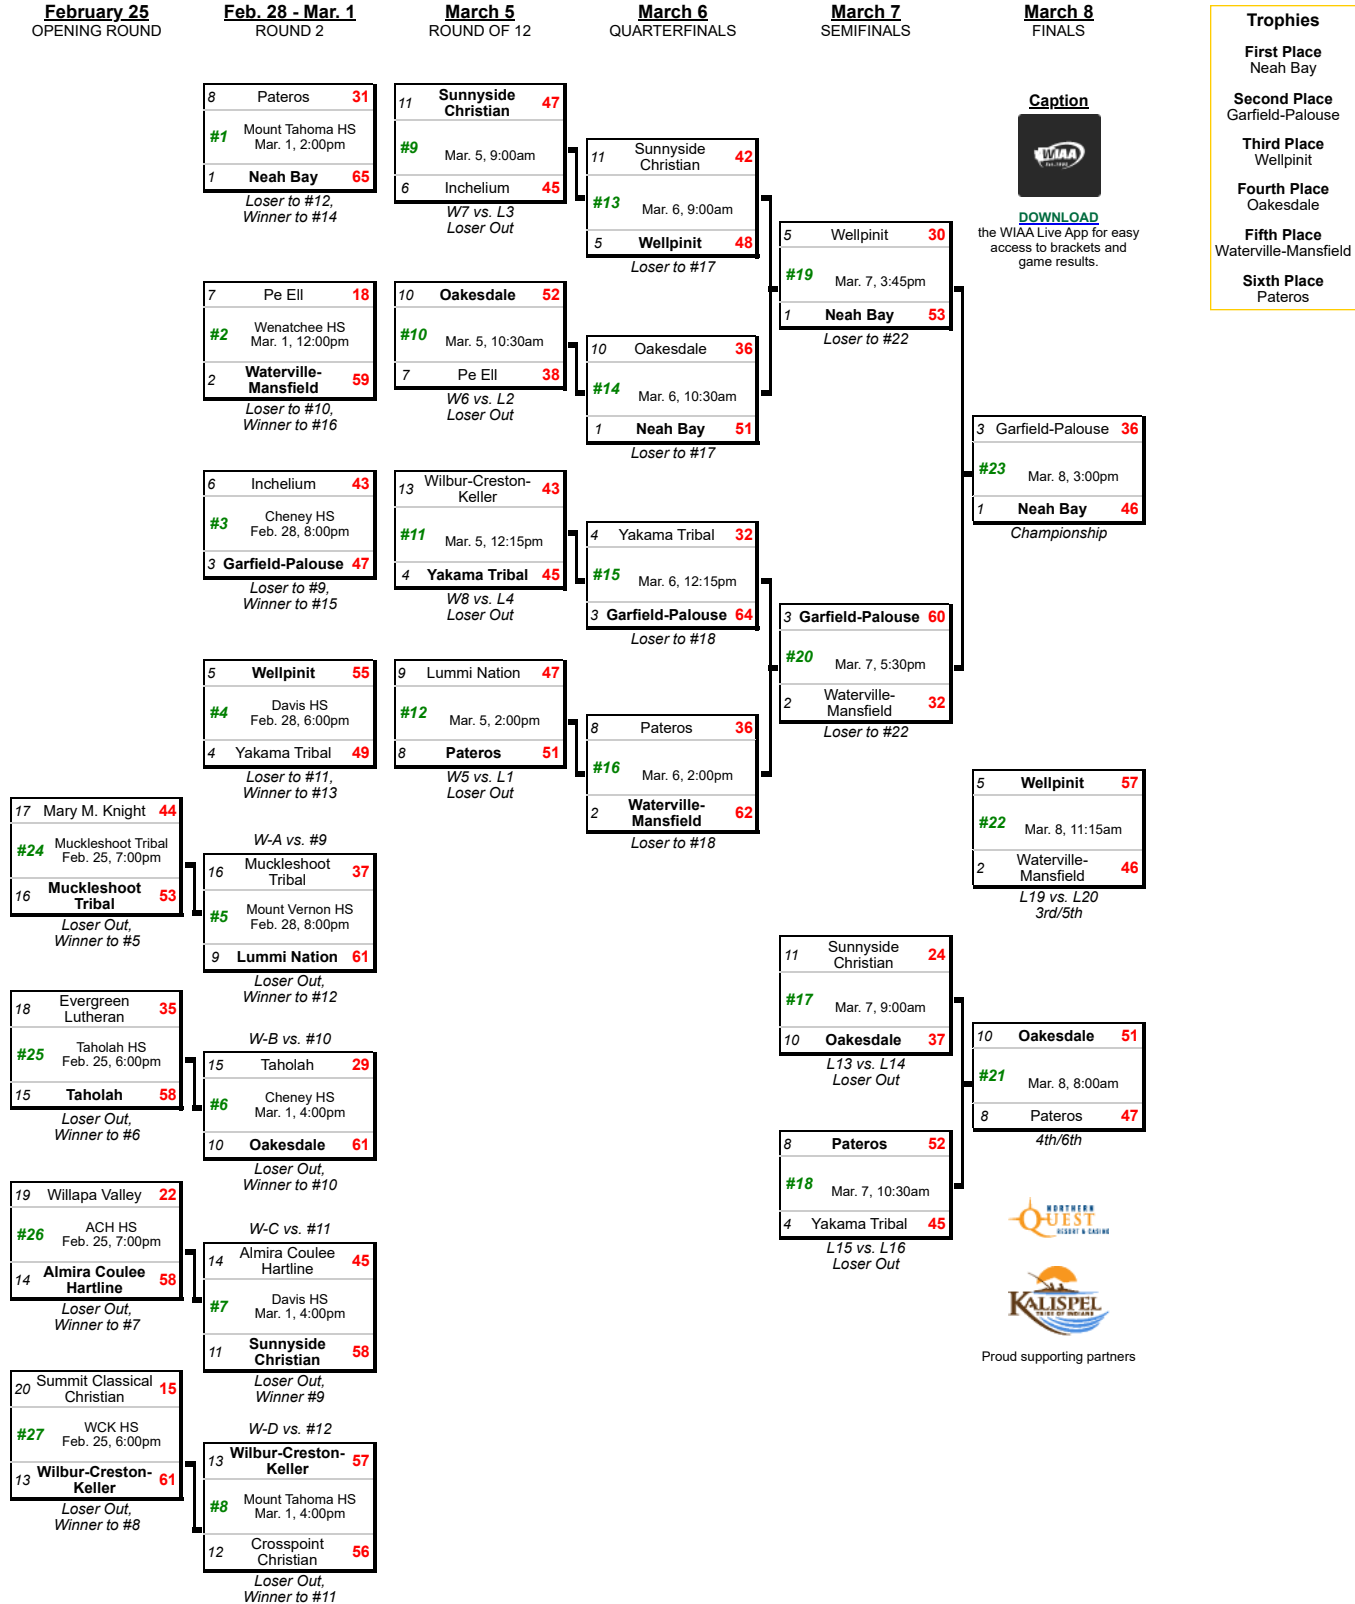 February 25
OPENING ROUND
Feb. 28 - Mar. 1
ROUND 2
March 5
ROUND OF 12
March 6
QUARTERFINALS
March 7
SEMIFINALS
March 8
FINALS
Trophies
First Place
Neah Bay
Second Place
Garfield-Palouse
Third Place
Wellpinit
Fourth Place
Oakesdale
Fifth Place
Waterville-Mansfield
Sixth Place
Pateros
17 Mary M. Knight 44
#24 Muckleshoot Tribal
Feb. 25, 7:00pm
16 Muckleshoot
Tribal 53
Loser Out,
Winner to #5
18 Evergreen
Lutheran 35
#25 Taholah HS
Feb. 25, 6:00pm
15 Taholah 58
Loser Out,
Winner to #6
19 Willapa Valley 22
#26 ACH HS
Feb. 25, 7:00pm
14 Almira Coulee
Hartline 58
Loser Out,
Winner to #7
20 Summit Classical
Christian 15
#27 WCK HS
Feb. 25, 6:00pm
13 Wilbur-Creston-
Keller 61
Loser Out,
Winner to #8
8 Pateros 31
#1 Mount Tahoma HS
Mar. 1, 2:00pm
1 Neah Bay 65
Loser to #12,
Winner to #14
7 Pe Ell 18
#2 Wenatchee HS
Mar. 1, 12:00pm
2 Waterville-
Mansfield 59
Loser to #10,
Winner to #16
6 Inchelium 43
#3 Cheney HS
Feb. 28, 8:00pm
3 Garfield-Palouse 47
Loser to #9,
Winner to #15
5 Wellpinit 55
#4 Davis HS
Feb. 28, 6:00pm
4 Yakama Tribal 49
Loser to #11,
Winner to #13
W-A vs. #9
16 Muckleshoot
Tribal 37
#5 Mount Vernon HS
Feb. 28, 8:00pm
9 Lummi Nation 61
Loser Out,
Winner to #12
W-B vs. #10
15 Taholah 29
#6 Cheney HS
Mar. 1, 4:00pm
10 Oakesdale 61
Loser Out,
Winner to #10
W-C vs. #11
14 Almira Coulee
Hartline 45
#7 Davis HS
Mar. 1, 4:00pm
11 Sunnyside
Christian 58
Loser Out,
Winner #9
W-D vs. #12
13 Wilbur-Creston-
Keller 57
#8 Mount Tahoma HS
Mar. 1, 4:00pm
12 Crosspoint
Christian 56
Loser Out,
Winner to #11
11 Sunnyside
Christian 47
#9 Mar. 5, 9:00am
6 Inchelium 45
W7 vs. L3
Loser Out
10 Oakesdale 52
#10 Mar. 5, 10:30am
7 Pe Ell 38
W6 vs. L2
Loser Out
13 Wilbur-Creston-
Keller 43
#11 Mar. 5, 12:15pm
4 Yakama Tribal 45
W8 vs. L4
Loser Out
9 Lummi Nation 47
#12 Mar. 5, 2:00pm
8 Pateros 51
W5 vs. L1
Loser Out
11 Sunnyside
Christian 42
#13 Mar. 6, 9:00am
5 Wellpinit 48
Loser to #17
10 Oakesdale 36
#14 Mar. 6, 10:30am
1 Neah Bay 51
Loser to #17
4 Yakama Tribal 32
#15 Mar. 6, 12:15pm
3 Garfield-Palouse 64
Loser to #18
8 Pateros 36
#16 Mar. 6, 2:00pm
2 Waterville-
Mansfield 62
Loser to #18
5 Wellpinit 30
#19 Mar. 7, 3:45pm
1 Neah Bay 53
Loser to #22
3 Garfield-Palouse 60
#20 Mar. 7, 5:30pm
2 Waterville-
Mansfield 32
Loser to #22
11 Sunnyside
Christian 24
#17 Mar. 7, 9:00am
10 Oakesdale 37
L13 vs. L14
Loser Out
8 Pateros 52
#18 Mar. 7, 10:30am
4 Yakama Tribal 45
L15 vs. L16
Loser Out
Caption
WIAA
DOWNLOAD
the WIAA Live App for easy
access to brackets and
game results.
3 Garfield-Palouse 36
#23 Mar. 8, 3:00pm
1 Neah Bay 46
Championship
5 Wellpinit 57
#22 Mar. 8, 11:15am
2 Waterville-
Mansfield 46
L19 vs. L20
3rd/5th
10 Oakesdale 51
#21 Mar. 8, 8:00am
8 Pateros 47
4th/6th
NORTHERN
QUEST
RESORT & CASINO
KALISPEL
TRIBE OF INDIANS
Proud supporting partners